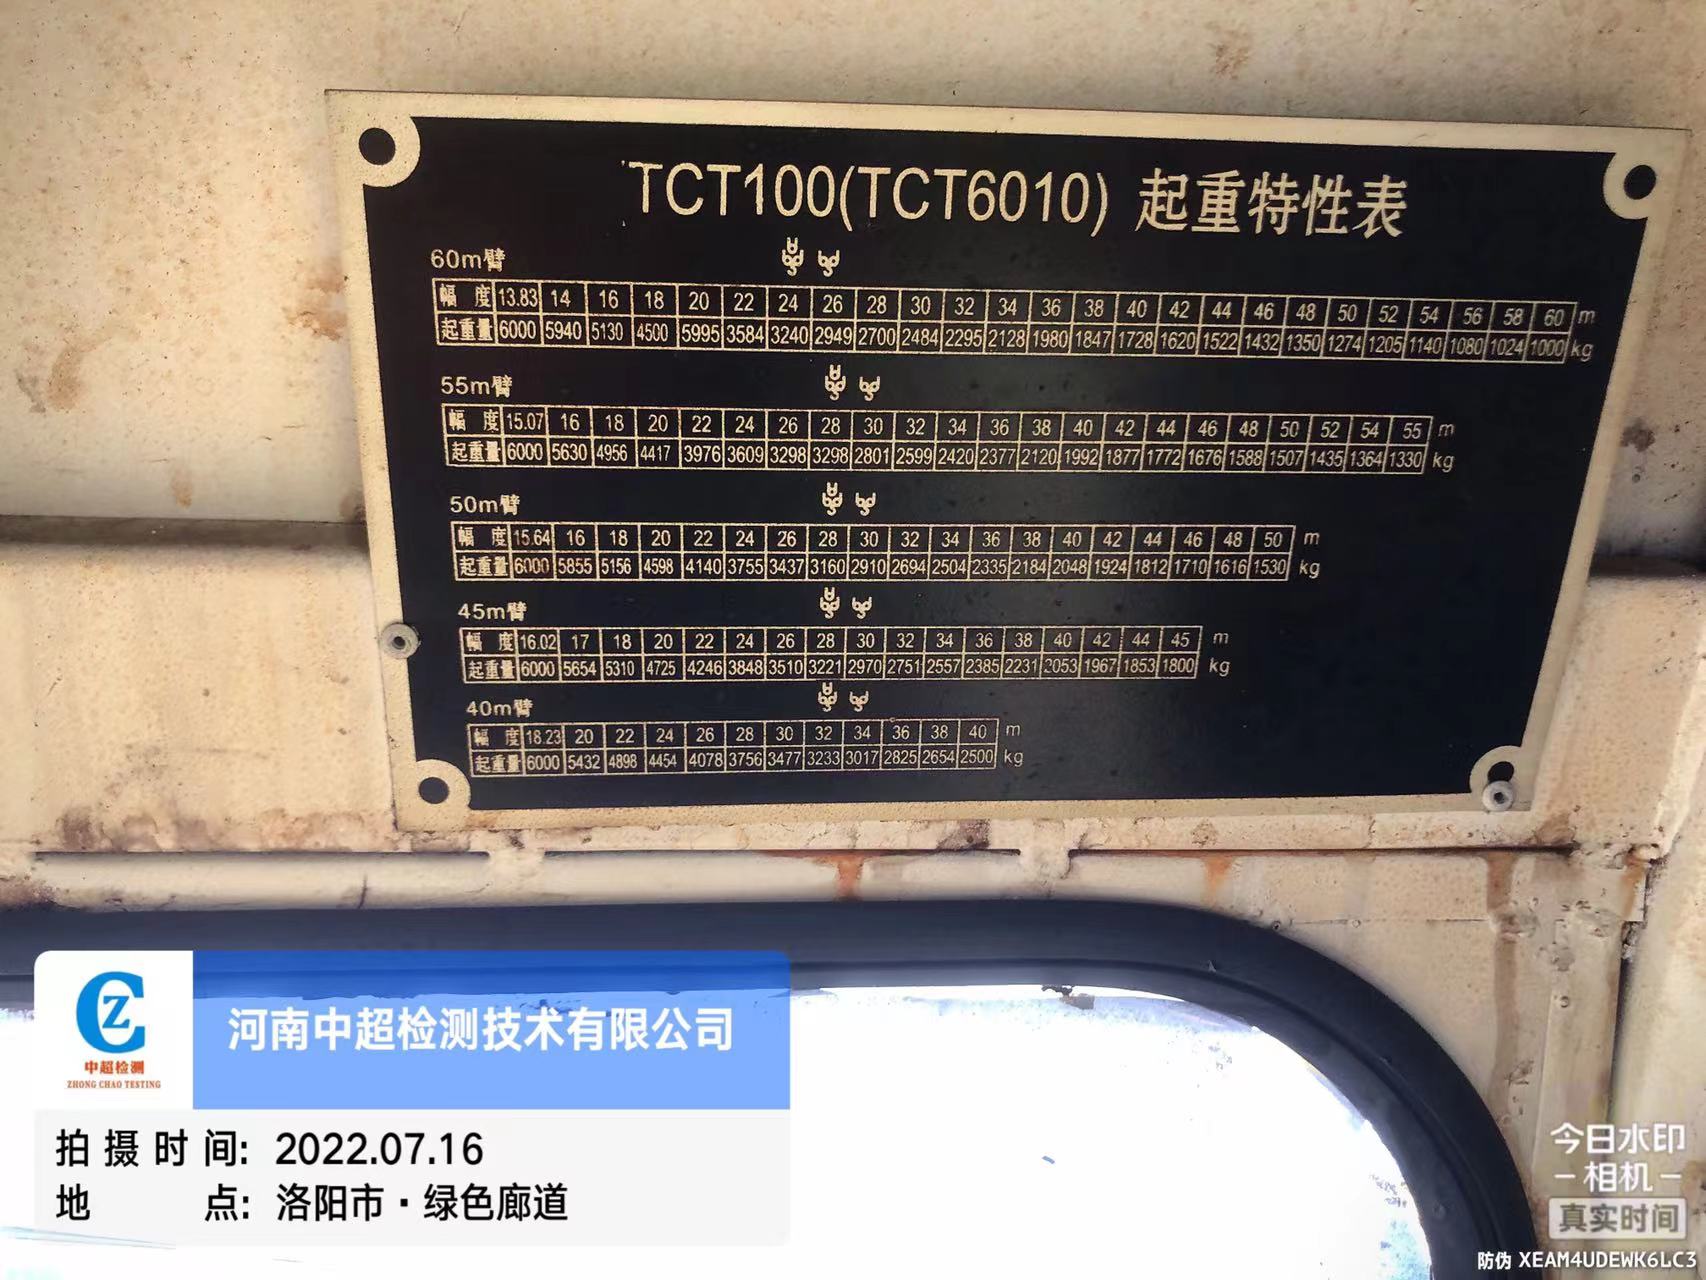 TCT100(TCT6010) 起重特性表
60m臂
幅 度 13.83 14 16 18 20 22 24 26 28 30 32 34 36 38 40 42 44 46 48 50 52 54 56 58 60 m
起重量 6000 5940 5130 4500 5995 3584 3240 2949 2700 2484 2295 2128 1980 1847 1728 1620 1522 1432 1350 1274 1205 1140 1080 1024 1000 kg
55m臂
幅 度 15.07 16 18 20 22 24 26 28 30 32 34 36 38 40 42 44 46 48 50 52 54 55 m
起重量 6000 5630 4956 4417 3976 3609 3298 3298 2801 2599 2420 2377 2120 1992 1877 1772 1676 1588 1507 1435 1364 1330 kg
50m臂
幅 度 15.64 16 18 20 22 24 26 28 30 32 34 36 38 40 42 44 46 48 50 m
起重量 6000 5855 5156 4598 4140 3755 3437 3160 2910 2694 2504 2335 2184 2048 1924 1812 1710 1616 1530 kg
45m臂
幅 度 16.02 17 18 20 22 24 26 28 30 32 34 36 38 40 42 44 45 m
起重量 6000 5654 5310 4725 4246 3848 3510 3221 2970 2751 2557 2385 2231 2053 1967 1853 1800 kg
40m臂
幅 度 18.23 20 22 24 26 28 30 32 34 36 38 40 m
起重量 6000 5432 4898 4454 4078 3756 3477 3233 3017 2825 2654 2500 kg
CZ
中超检测
ZHONG CHAO TESTING
河南中超检测技术有限公司
拍摄时间: 2022.07.16
地 点: 洛阳市·绿色廊道
今日水印
相机
真实时间
防伪 XEAM4UDEWK6LC3